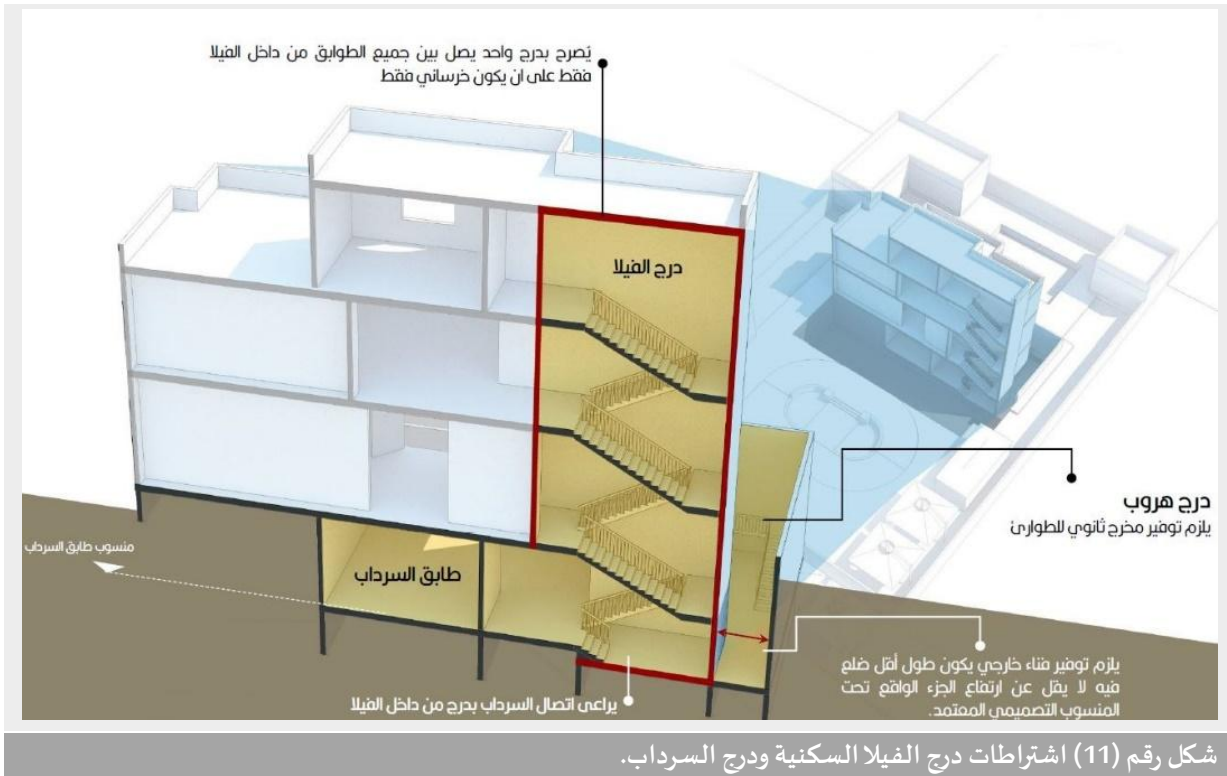 يُصرح بدرج واحد يصل بين جميع الطوابق من داخل الفيلا
فقط على ان يكون خرساني فقط
درج الفيلا
درج هروب
يلزم توفير مخرج ثانوي للطوارئ
منسوب طابق السرداب
طابق السرداب
يلزم توفير فناء خارجي يكون طول أقل ضلع
فيه لا يقل عن ارتفاع الجزء الواقع تحت
المنسوب التصميمي المعتمد.
يراعى اتصال السرداب بدرج من داخل الفيلا
شكل رقم (11) اشتراطات درج الفيلا السكنية ودرج السرداب.